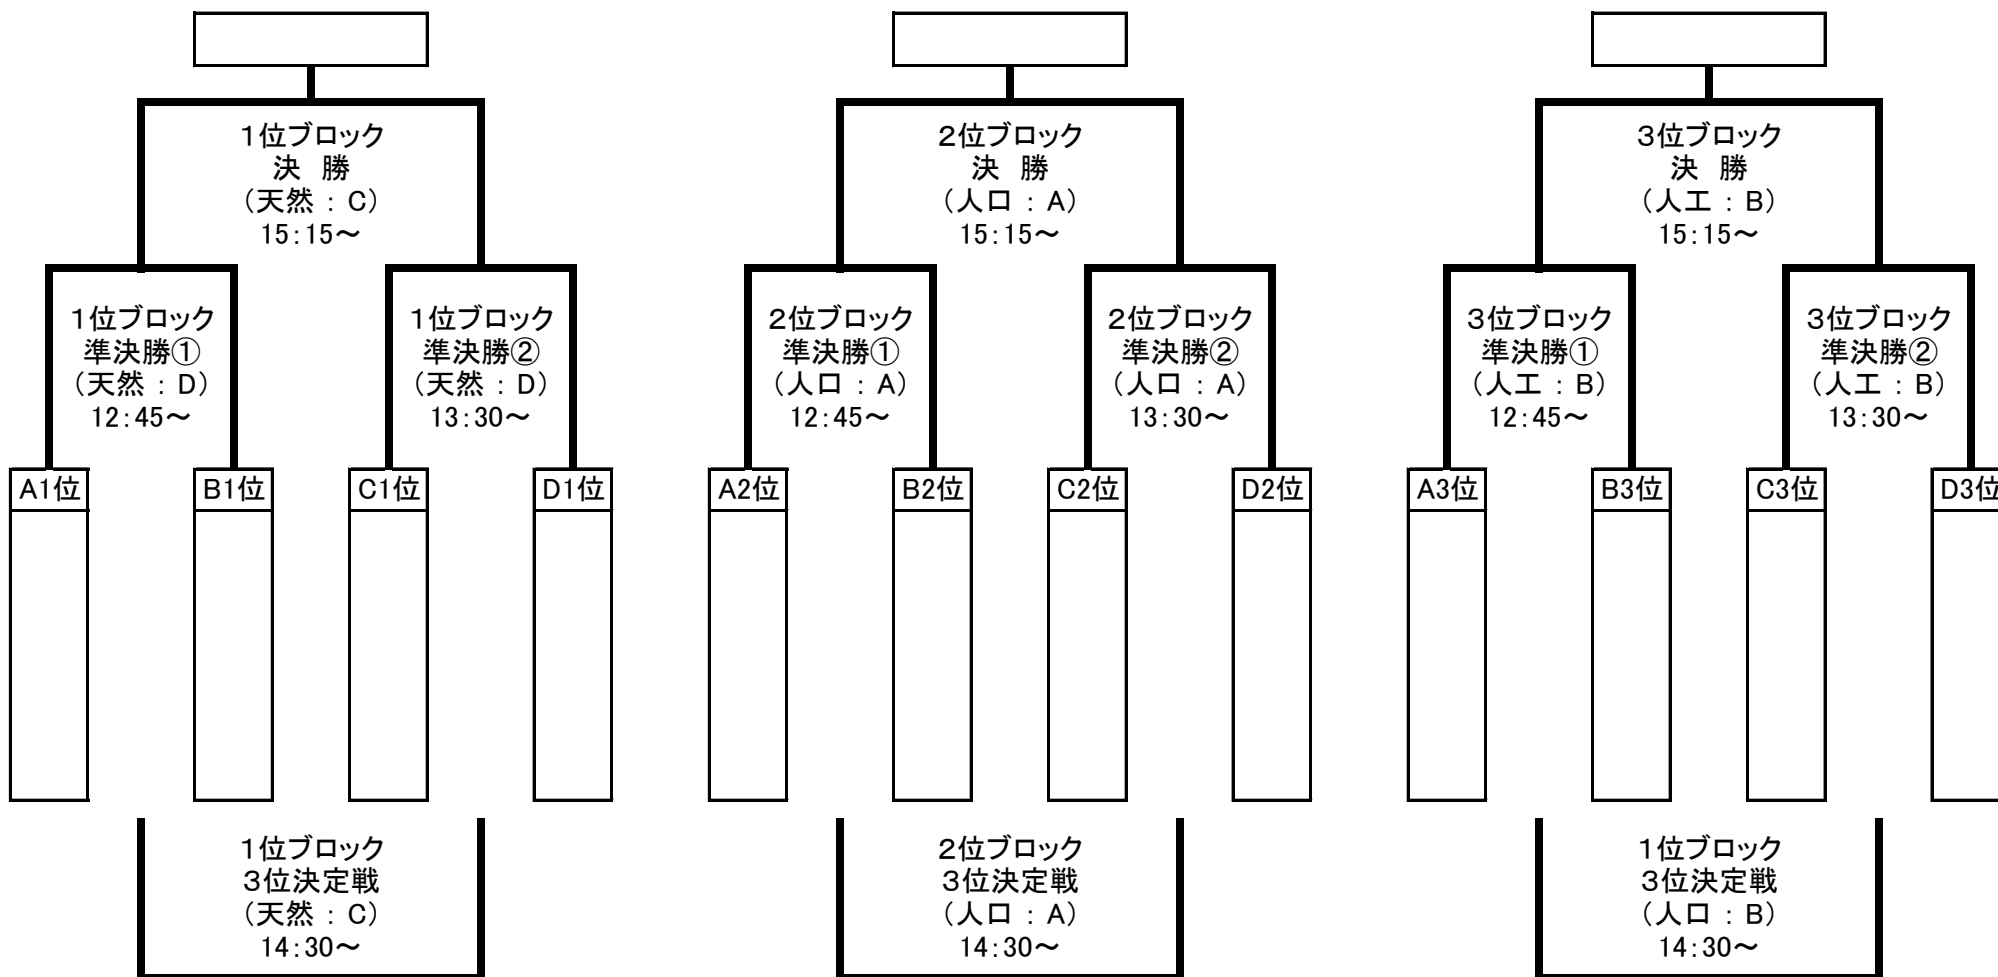 1位ブロック
決 勝
（天然 : C）
15:15～
1位ブロック
準決勝①
（天然 : D）
12:45～
1位ブロック
準決勝②
（天然 : D）
13:30～
A1位
B1位
C1位
D1位
1位ブロック
3位決定戦
（天然 : C）
14:30～
2位ブロック
決 勝
（人口 : A）
15:15～
2位ブロック
準決勝①
（人口 : A）
12:45～
2位ブロック
準決勝②
（人口 : A）
13:30～
A2位
B2位
C2位
D2位
2位ブロック
3位決定戦
（人口 : A）
14:30～
3位ブロック
決 勝
（人工 : B）
15:15～
3位ブロック
準決勝①
（人工 : B）
12:45～
3位ブロック
準決勝②
（人工 : B）
13:30～
A3位
B3位
C3位
D3位
1位ブロック
3位決定戦
（人口 : B）
14:30～